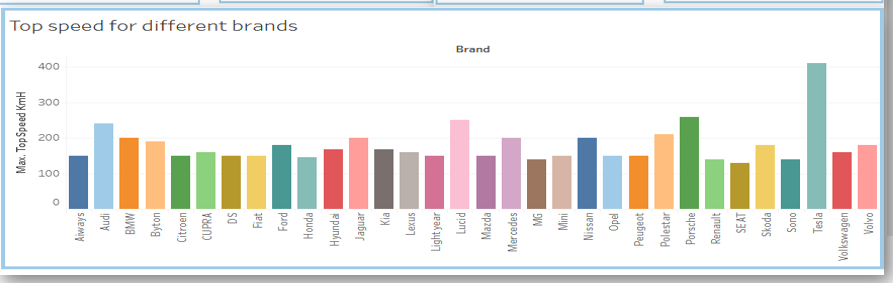 Top speed for different brands
Brand
Max. TopSpeed KmH
400
300
200
100
0
Aiways
Audi
BMW
Byton
Citroen
CUPRA
DS
Fiat
Ford
Honda
Hyundai
Jaguar
Kia
Lexus
Lightyear
Lucid
Mazda
Mercedes
MG
Mini
Nissan
Opel
Peugeot
Polestar
Porsche
Renault
SEAT
Skoda
Sono
Tesla
Volkswagen
Volvo